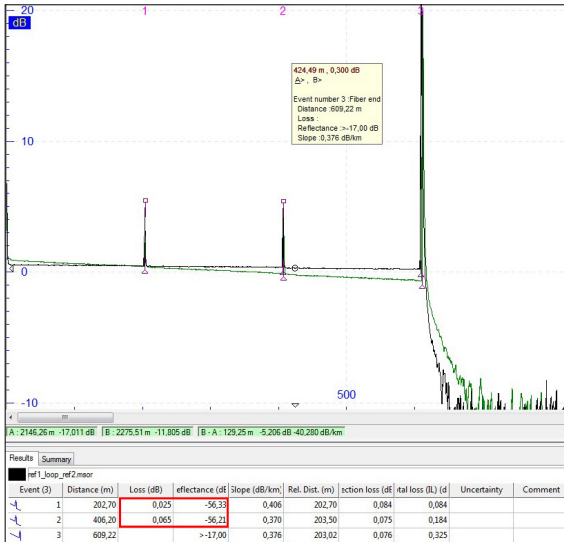 20
dB
1
2
3
424,49 m , 0,300 dB
A> , B>
Event number 3 :Fiber end
Distance :609,22 m
Loss :
Reflectance :>-17,00 dB
Slope :0,376 dB/km
10
0
500
-10
A : 2146,26 m -17,011 dB B : 2275,51 m -11,805 dB B - A : 129,25 m -5,206 dB -40,280 dB/km
Results Summary
ref1_loop_ref2.msor
Event (3) Distance (m) Loss (dB) eflectance (dE Slope (dB/km) Rel. Dist. (m) ection loss (dE otal loss (IL) (d Uncertainty Comment
1 202,70 0,025 -56,33 0,406 202,70 0,084 0,084
2 406,20 0,065 -56,21 0,370 203,50 0,075 0,184
3 609,22 >-17,00 0,376 203,02 0,076 0,325